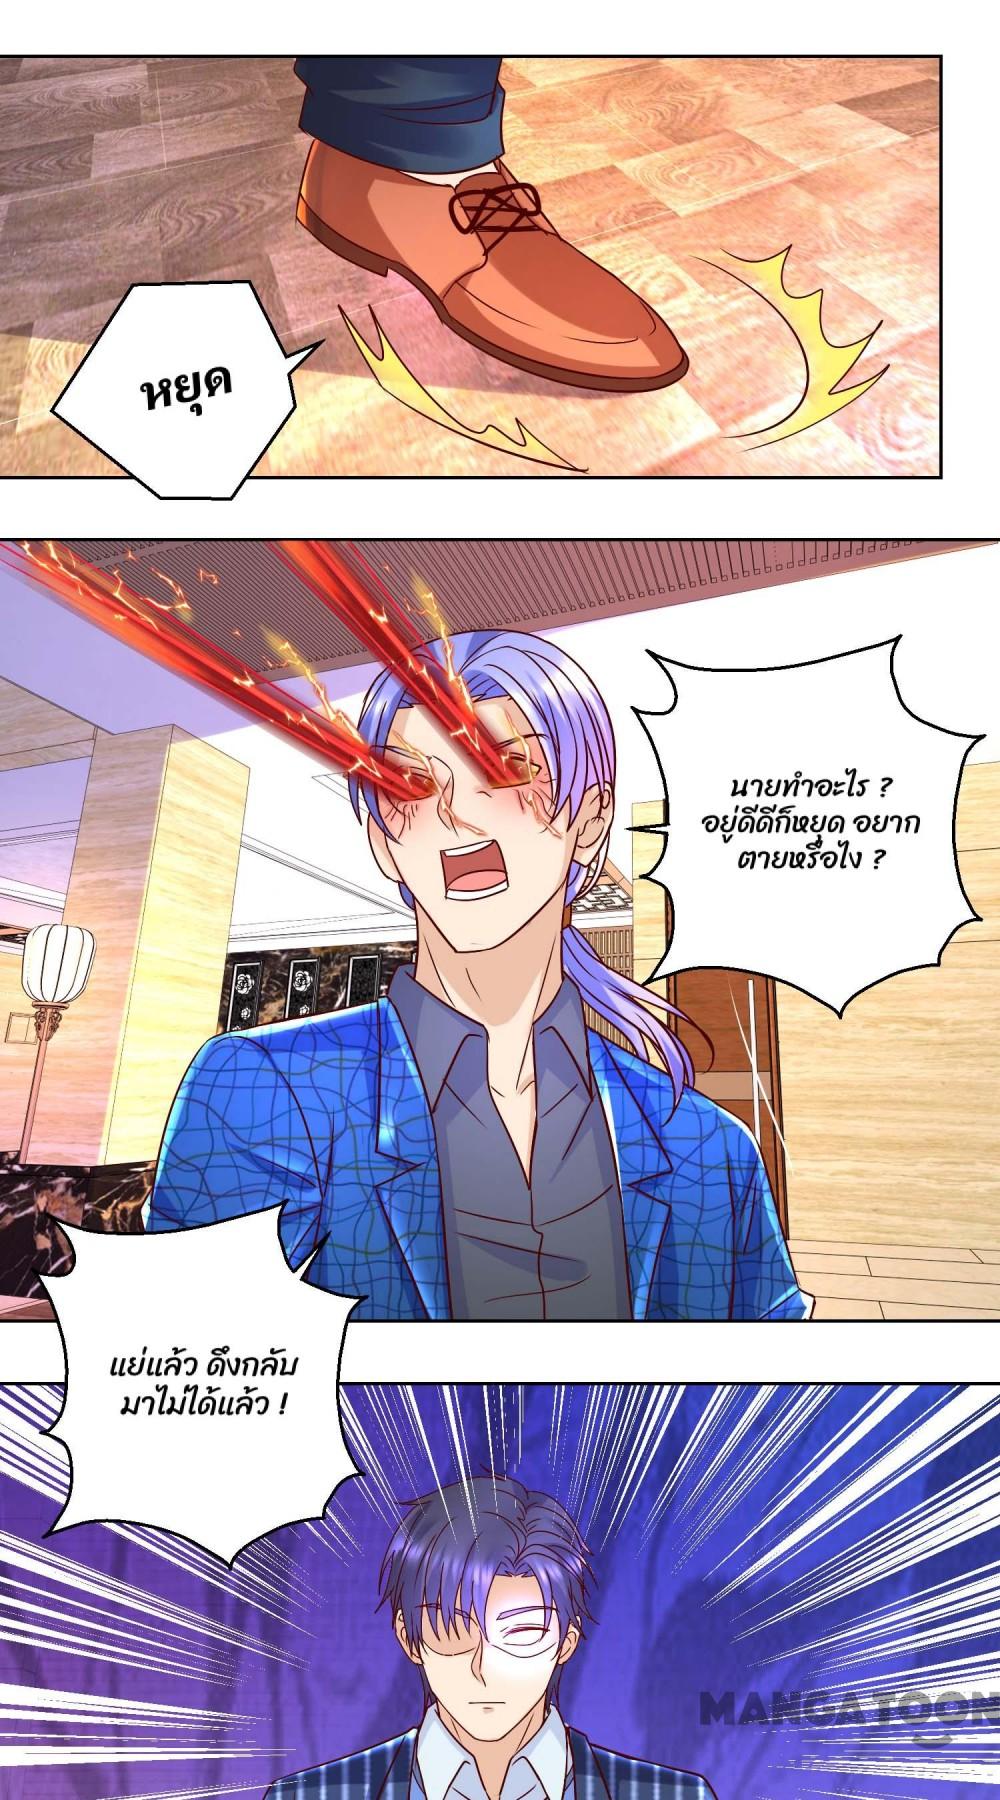 หยุด
นายทำอะไร ?
อยู่ดีดีก็หยุด อยาก
ตายหรือไง ?
แย่แล้ว ดึงกลับ
มาไม่ได้แล้ว !
MANGATOON